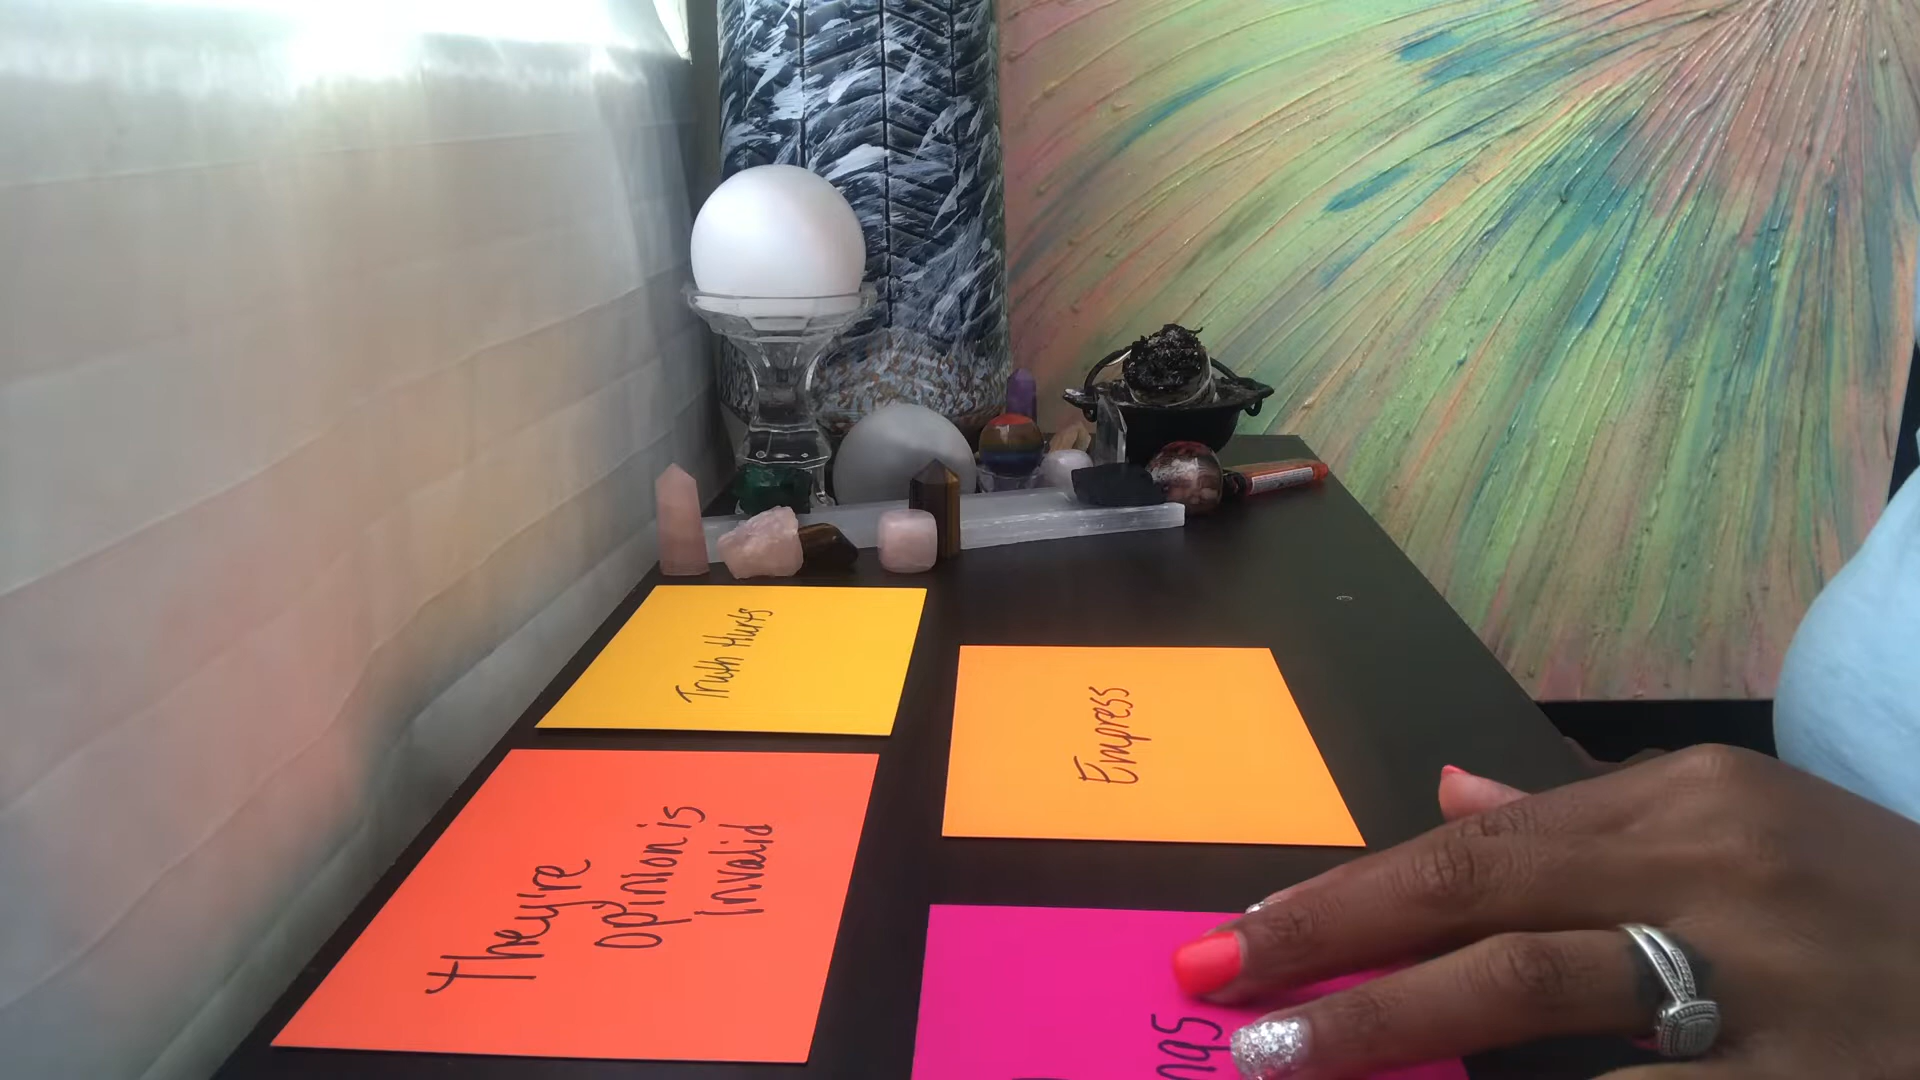 Truth Hurts
Empress
They're
opinion is
invalid